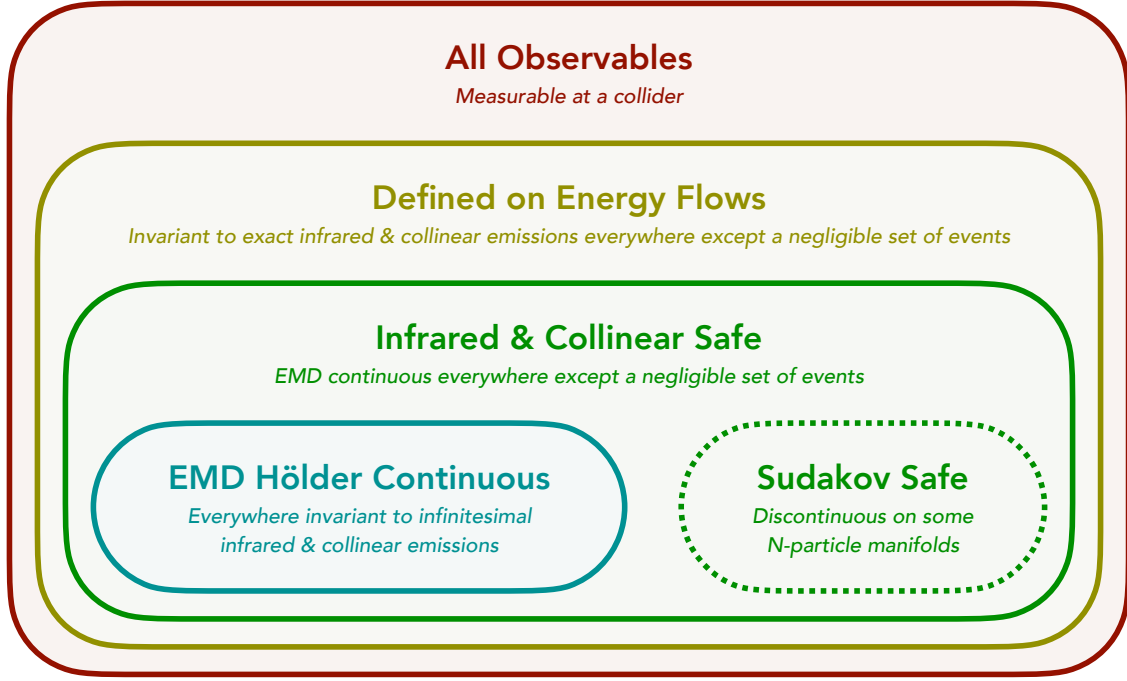 All Observables
Measurable at a collider
Defined on Energy Flows
Invariant to exact infrared & collinear emissions everywhere except a negligible set of events
Infrared & Collinear Safe
EMD continuous everywhere except a negligible set of events
EMD Hölder Continuous
Everywhere invariant to infinitesimal
infrared & collinear emissions
Sudakov Safe
Discontinuous on some
N-particle manifolds